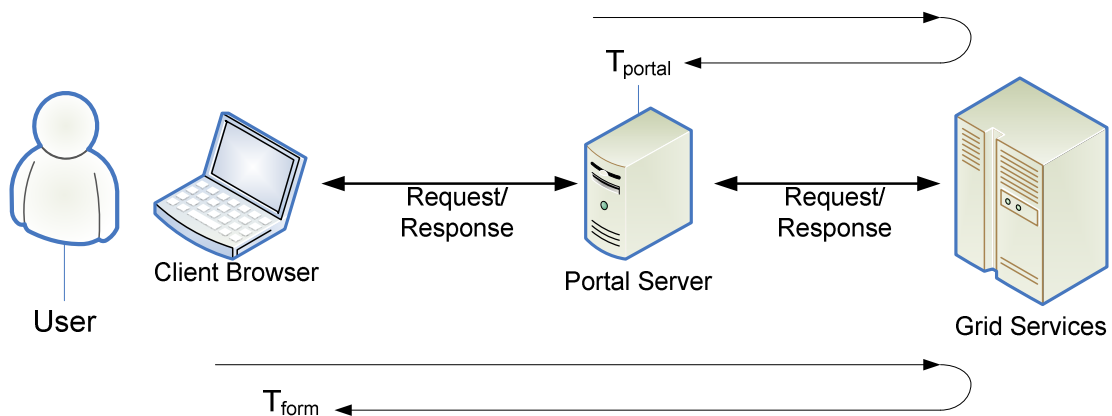 Tportal
Request/
Response
Request/
Response
Client Browser
Portal Server
User
Grid Services
Tform